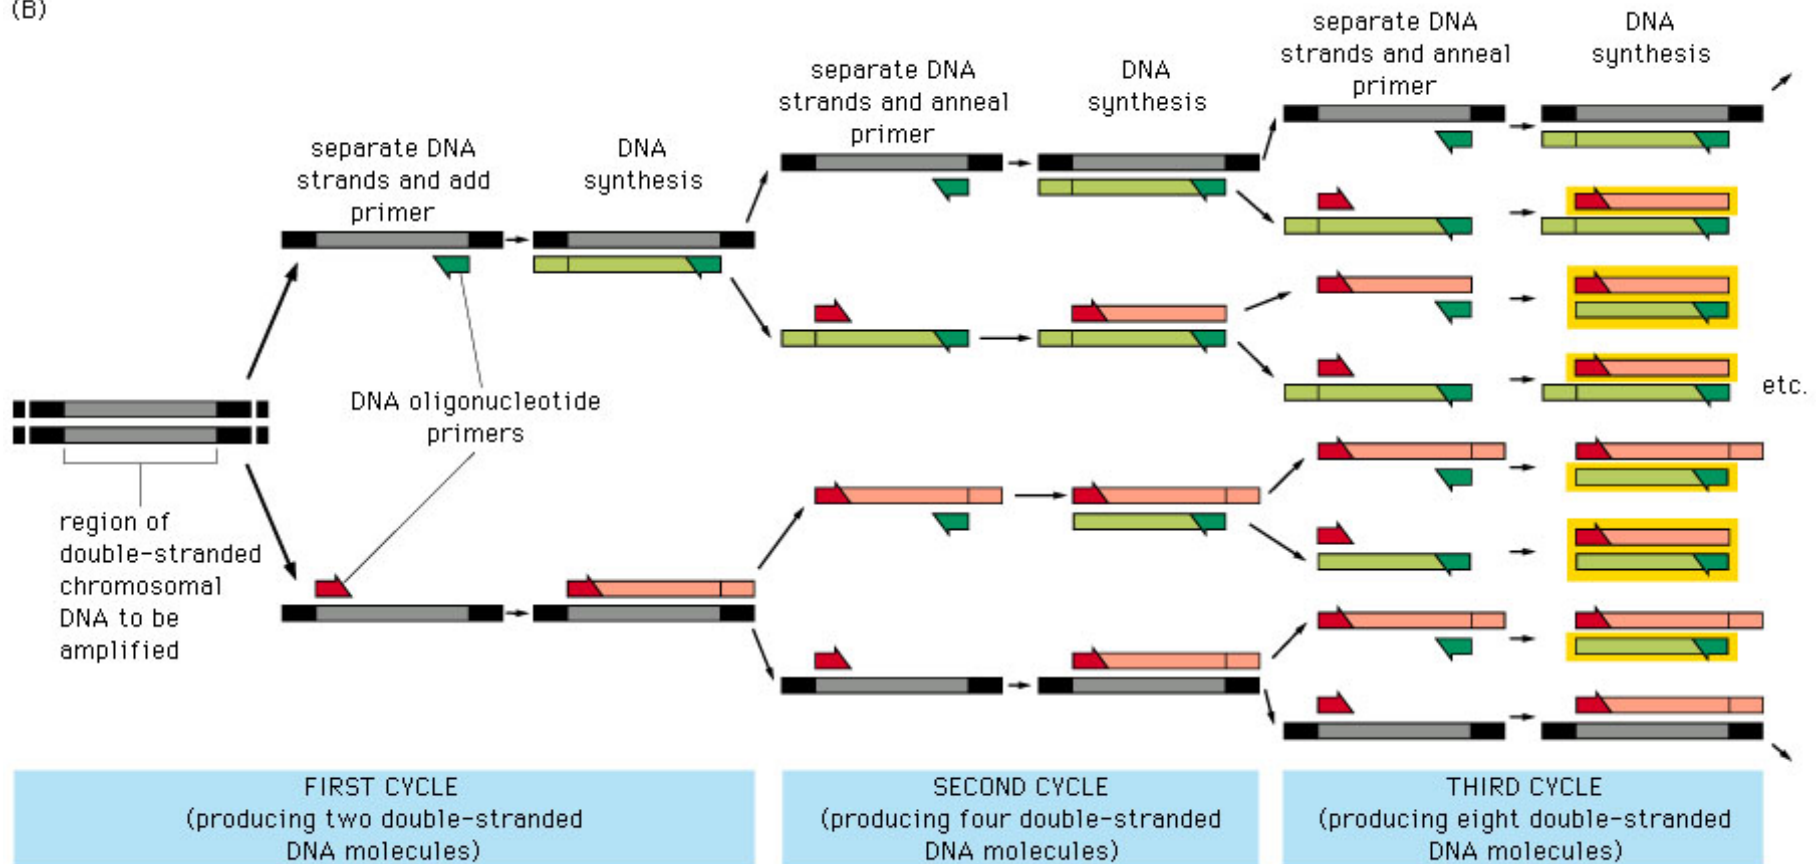 (B)
separate DNA
strands and add
primer
DNA
synthesis
separate DNA
strands and anneal
primer
DNA
synthesis
separate DNA
strands and anneal
primer
DNA
synthesis
DNA oligonucleotide
primers
region of
double-stranded
chromosomal
DNA to be
amplified
etc.
FIRST CYCLE
(producing two double-stranded
DNA molecules)
SECOND CYCLE
(producing four double-stranded
DNA molecules)
THIRD CYCLE
(producing eight double-stranded
DNA molecules)